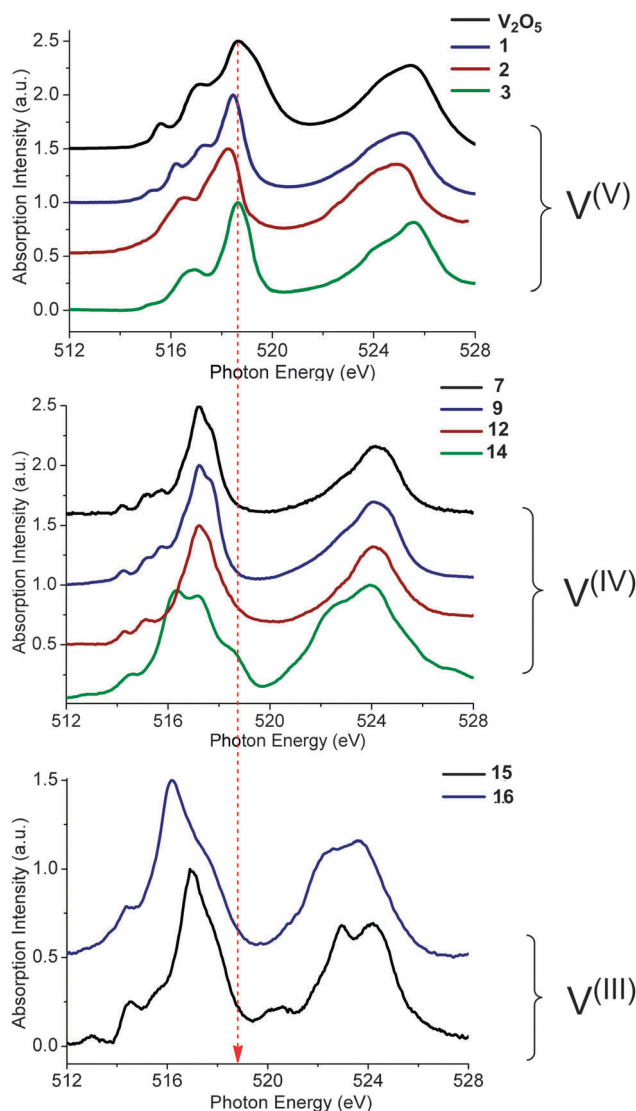 V2O5
1
2
3
Absorption Intensity (a.u.)
2.5
2.0
1.5
1.0
0.5
0.0
512 516 520 524 528
Photon Energy (eV)
V(V)
7
9
12
14
Absorption Intensity (a.u.)
2.5
2.0
1.5
1.0
0.5
512 516 520 524 528
Photon Energy (eV)
V(IV)
15
16
Absorption Intensity (a.u.)
1.5
1.0
0.5
0.0
512 516 520 524 528
Photon Energy (eV)
V(III)